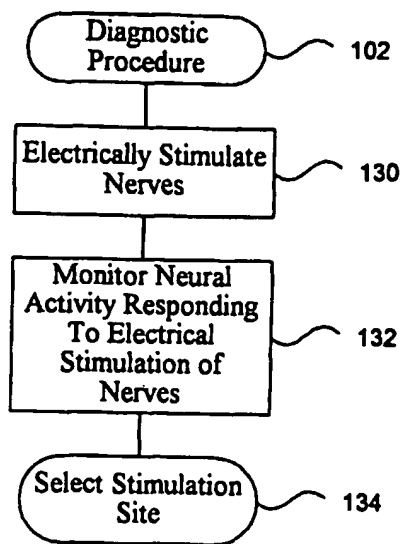 Diagnostic
Procedure
102
Electrically Stimulate
Nerves
130
Monitor Neural
Activity Responding
To Electrical
Stimulation of
Nerves
132
Select Stimulation
Site
134